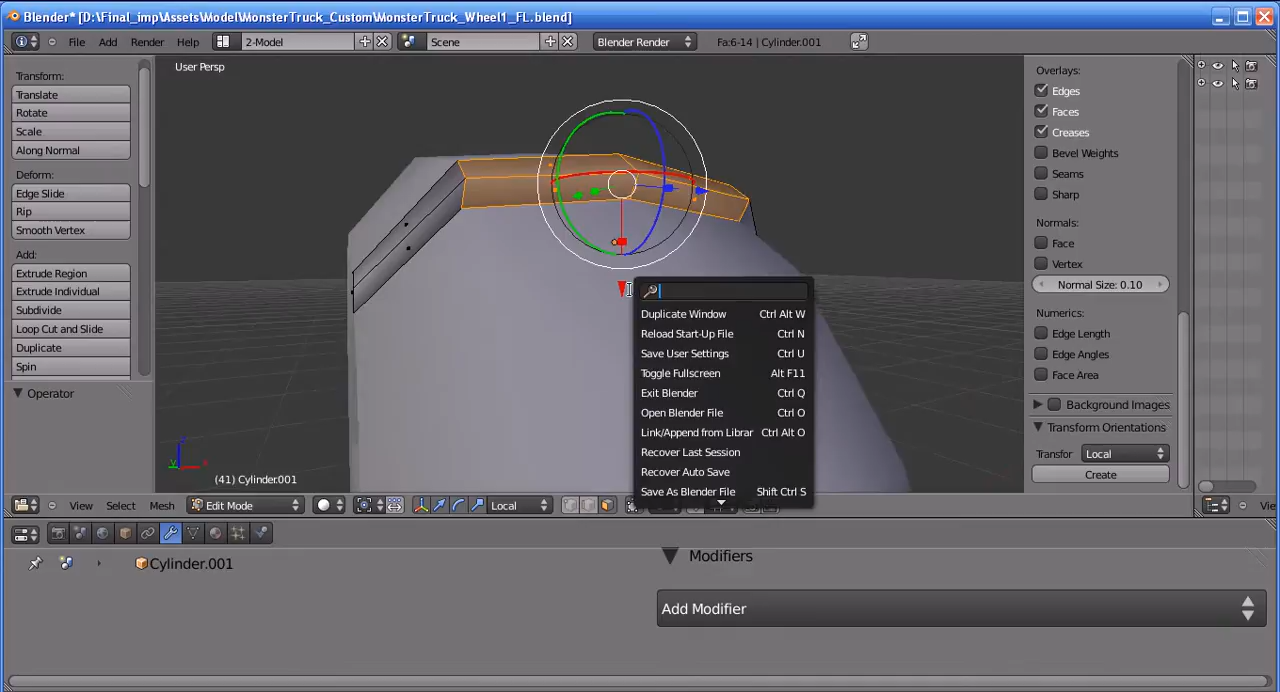 Blender* [D:\Final_imp\Assets\Model\MonsterTruck_Custom\MonsterTruck_Wheel1_FL.blend]
File Add Render Help 2-Model Scene Blender Render Fa:6-14 | Cylinder.001
User Persp
Transform:
Translate
Rotate
Scale
Along Normal
Deform:
Edge Slide
Rip
Smooth Vertex
Add:
Extrude Region
Extrude Individual
Subdivide
Loop Cut and Slide
Duplicate
Spin
Operator
Duplicate Window Ctrl Alt W
Reload Start-Up File Ctrl N
Save User Settings Ctrl U
Toggle Fullscreen Alt F11
Exit Blender Ctrl Q
Open Blender File Ctrl O
Link/Append from Librar Ctrl Alt O
Recover Last Session
Recover Auto Save
Save As Blender File Shift Ctrl S
Overlays:
Edges
Faces
Creases
Bevel Weights
Seams
Sharp
Normals:
Face
Vertex
Normal Size: 0.10
Numerics:
Edge Length
Edge Angles
Face Area
Background Images
Transform Orientations
Transfor Local
Create
(41) Cylinder.001
View Select Mesh Edit Mode Local Vie
Cylinder.001
Modifiers
Add Modifier